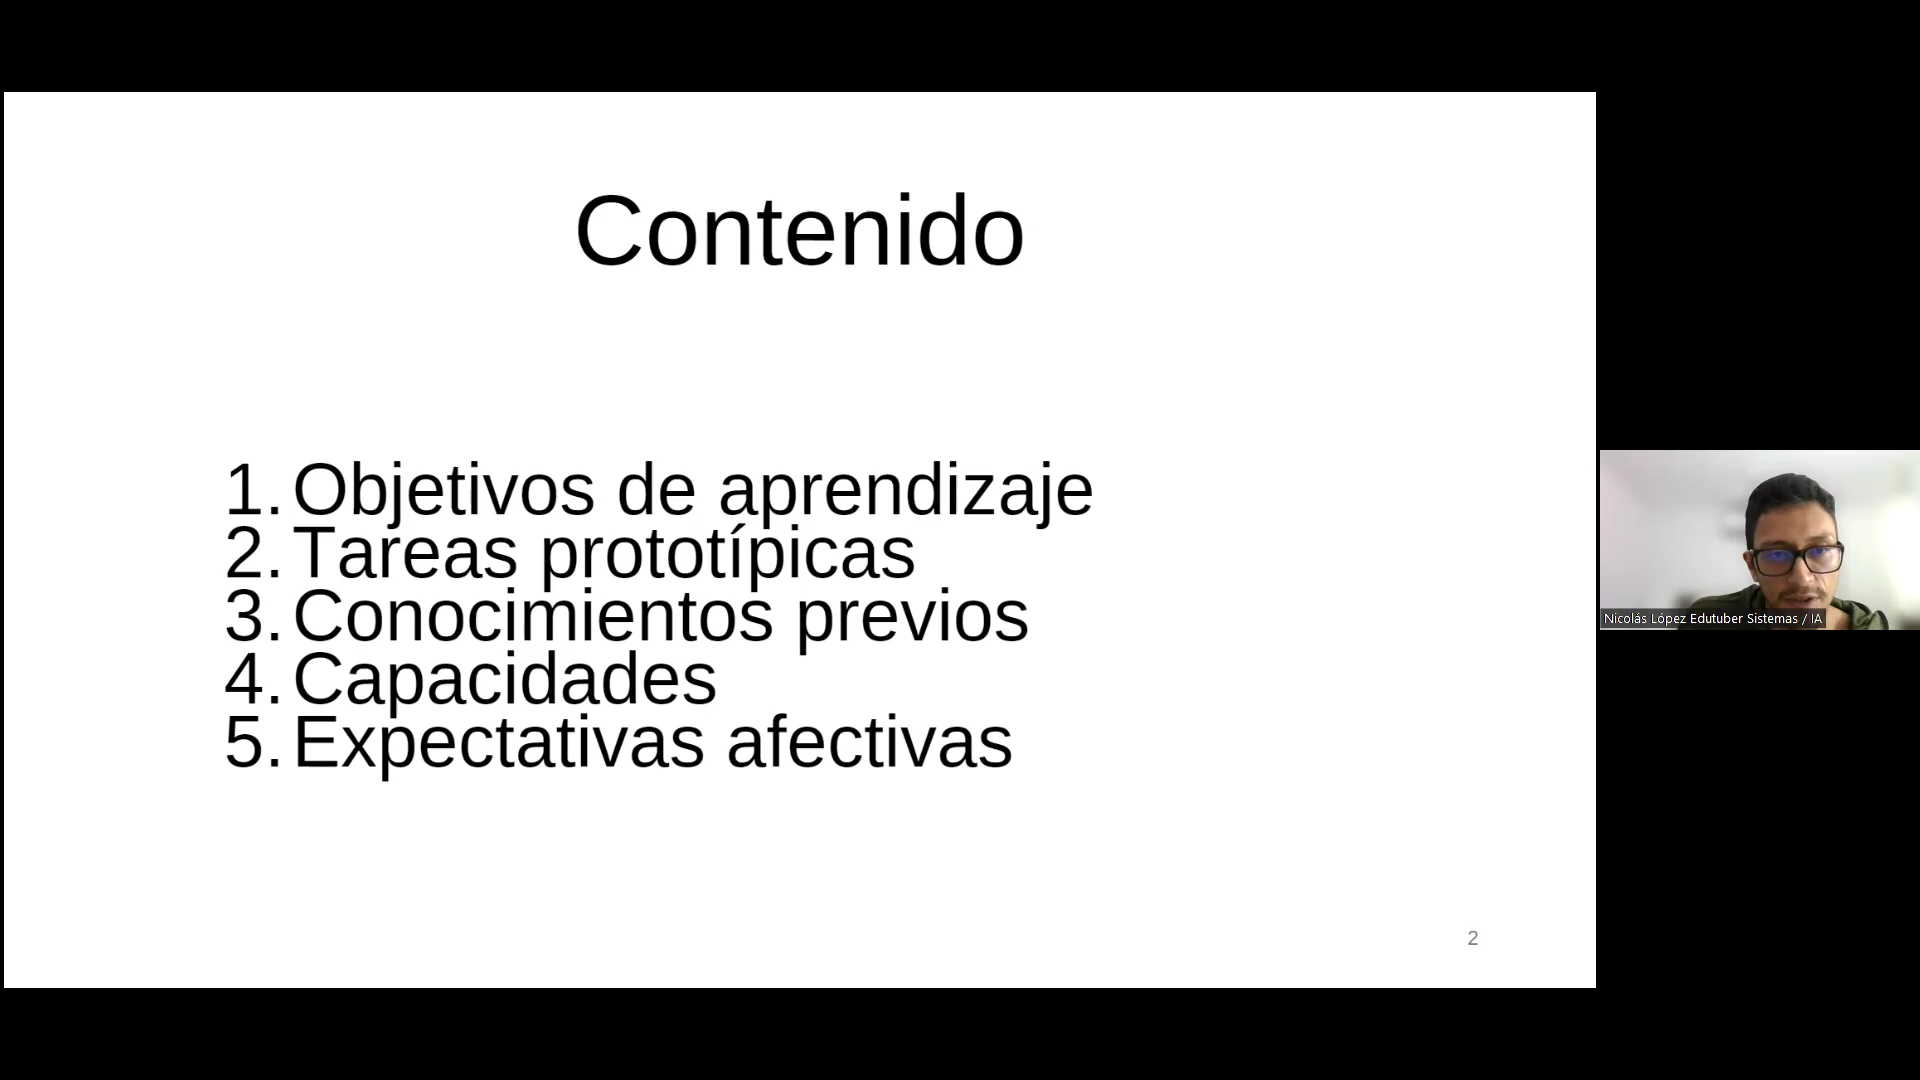 Contenido
1. Objetivos de aprendizaje
2. Tareas prototípicas
3. Conocimientos previos
4. Capacidades
5. Expectativas afectivas
2
Nicolás López Edutuber Sistemas / IA